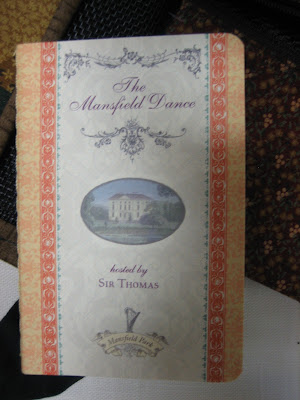 The
Mansfield Dance
hosted by
SIR THOMAS
Mansfield Park